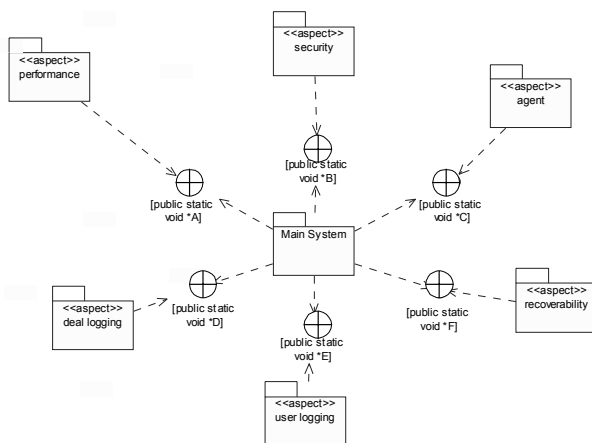 <<aspect>>
security
<<aspect>>
performance
<<aspect>>
agent
[public static
void *B]
[public static
void *A]
[public static
void *C]
Main System
<<aspect>>
deal logging
[public static
void *D]
[public static
void *F]
<<aspect>>
recoverability
[public static
void *E]
<<aspect>>
user logging